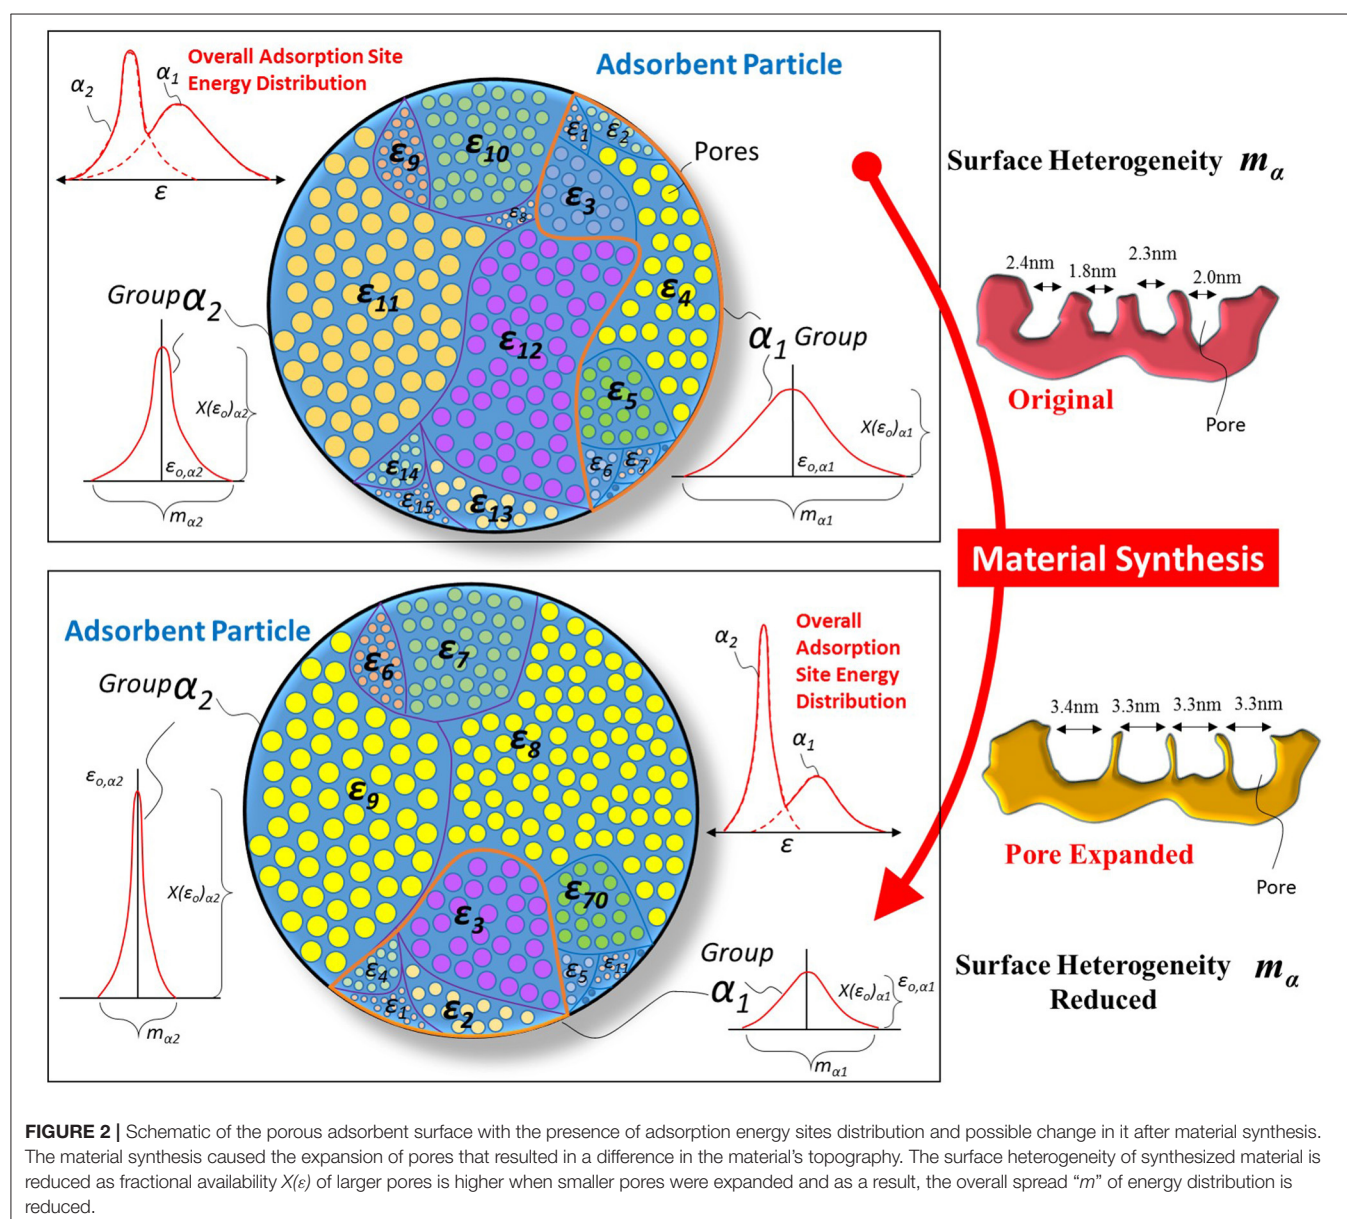 Overall Adsorption Site
Energy Distribution
α2
α1
ε
Adsorbent Particle
Pores
ε1
ε2
ε3
ε4
ε5
ε6
ε7
ε8
ε9
ε10
ε11
ε12
ε13
ε14
ε15
Group α2
X(εo)α2
εo,α2
mα2
α1 Group
X(εo)α1
εo,α1
mα1
Surface Heterogeneity mα
2.4nm
1.8nm
2.3nm
2.0nm
Original
Pore
Material Synthesis
Adsorbent Particle
Group α2
εo,α2
X(εo)α2
mα2
ε6
ε7
ε8
ε9
ε3
ε70
ε4
ε1
ε2
ε5
ε11
α2
α1
Overall
Adsorption
Site Energy
Distribution
ε
Group
α1
X(εo)α1
εo,α1
mα1
3.4nm
3.3nm
3.3nm
3.3nm
Pore Expanded
Pore
Surface Heterogeneity mα
Reduced
FIGURE 2 | Schematic of the porous adsorbent surface with the presence of adsorption energy sites distribution and possible change in it after material synthesis.
The material synthesis caused the expansion of pores that resulted in a difference in the material's topography. The surface heterogeneity of synthesized material is
reduced as fractional availability X(ε) of larger pores is higher when smaller pores were expanded and as a result, the overall spread “m” of energy distribution is
reduced.